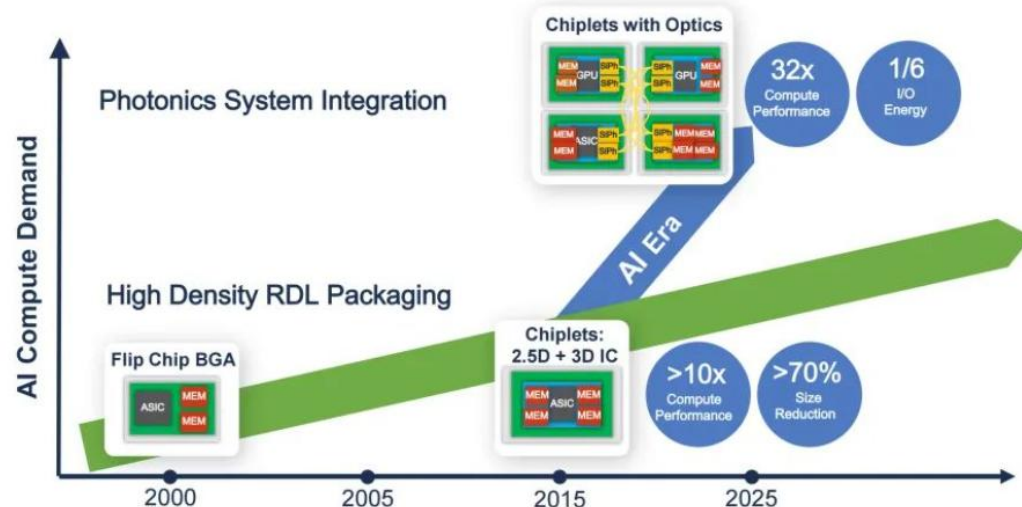 AI Compute Demand
Photonics System Integration
Chiplets with Optics
MEM
MEM
GPU
SiPh
SiPh
SiPh
SiPh
GPU
MEM
MEM
MEM
MEM
ASIC
SiPh
SiPh
SiPh
SiPh
MEM MEM
MEM MEM
32x
Compute
Performance
1/6
I/O
Energy
AI Era
High Density RDL Packaging
Flip Chip BGA
ASIC
MEM
MEM
Chiplets:
2.5D + 3D IC
MEM
MEM
ASIC
MEM
MEM
>10x
Compute
Performance
>70%
Size
Reduction
2000
2005
2015
2025